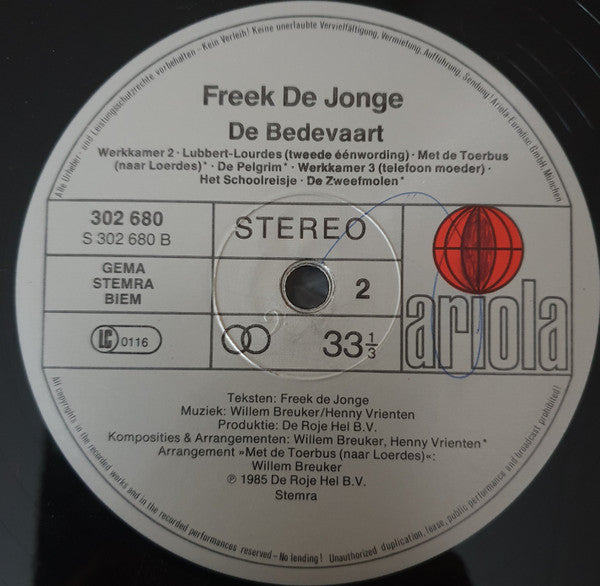 Alle Urheber- und Leistungsschutzrechte vorbehalten - Kein Verleih! Keine unerlaubte Vervielfältigung, Vermietung, Aufführung, Sendung! Ariola-Eurodisc GmbH, München
Freek De Jonge
De Bedevaart
Werkkamer 2 · Lubbert-Lourdes (tweede éénwording) · Met de Toerbus
(naar Loerdes)* · De Pelgrim* · Werkkamer 3 (telefoon moeder) ·
Het Schoolreisje · De Zweefmolen*
302 680
S 302 680 B
STEREO
GEMA
STEMRA
BIEM
2
LC 0116
33 1/3
ariola
Teksten: Freek de Jonge
Muziek: Willem Breuker/Henny Vrienten
Produktie: De Roje Hel B.V.
Komposities & Arrangementen: Willem Breuker, Henny Vrienten*
Arrangement »Met de Toerbus (naar Loerdes)«:
Willem Breuker
℗ 1985 De Roje Hel B.V.
Stemra
All copyrights in the recorded works and in the recorded performances reserved - No lending! Unauthorized duplication, lease, public performance and broadcast prohibited!